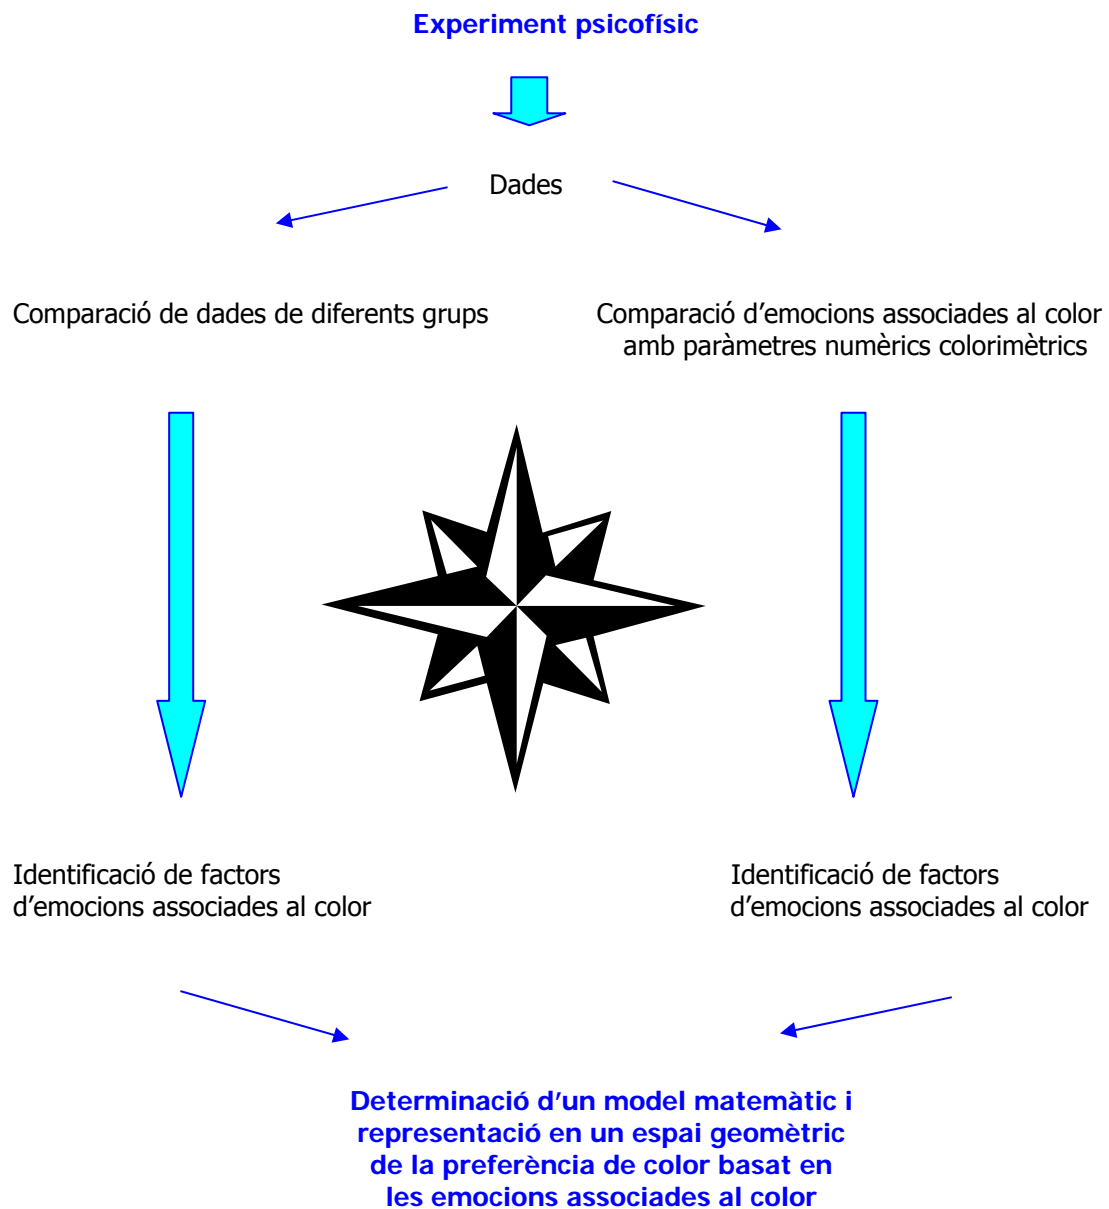 Experiment psicofísic
Dades
Comparació de dades de diferents grups
Comparació d’emocions associades al color
amb paràmetres numèrics colorimètrics
Identificació de factors
d’emocions associades al color
Identificació de factors
d’emocions associades al color
Determinació d’un model matemàtic i
representació en un espai geomètric
de la preferència de color basat en
les emocions associades al color